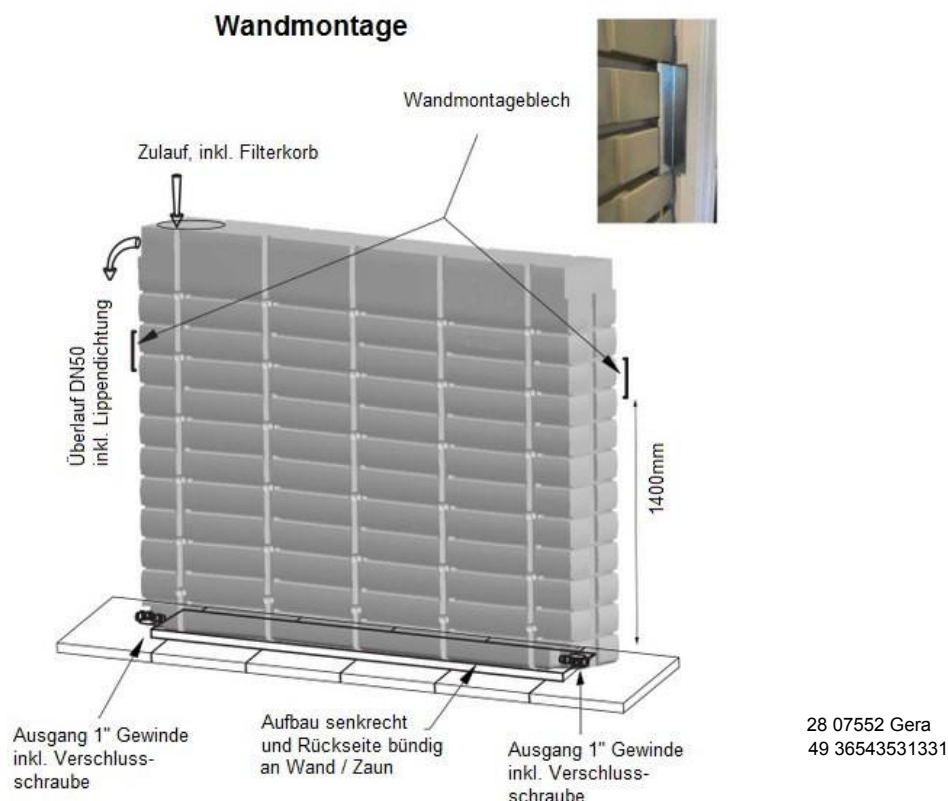 Wandmontage
Wandmontageblech
Zulauf, inkl. Filterkorb
Überlauf DN50
inkl. Lippendichtung
1400mm
Ausgang 1" Gewinde
inkl. Verschluss-
schraube
Aufbau senkrecht
und Rückseite bündig
an Wand / Zaun
Ausgang 1" Gewinde
inkl. Verschluss-
schraube
28 07552 Gera
49 36543531331